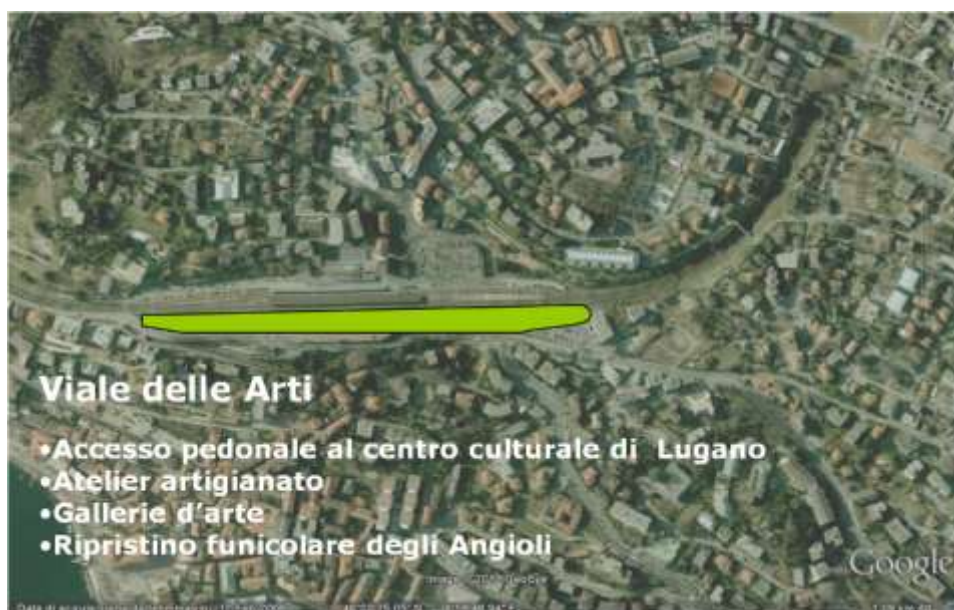 Viale delle Arti
•Accesso pedonale al centro culturale di Lugano
•Atelier artigianato
•Gallerie d'arte
•Ripristino funicolare degli Angioli
Google